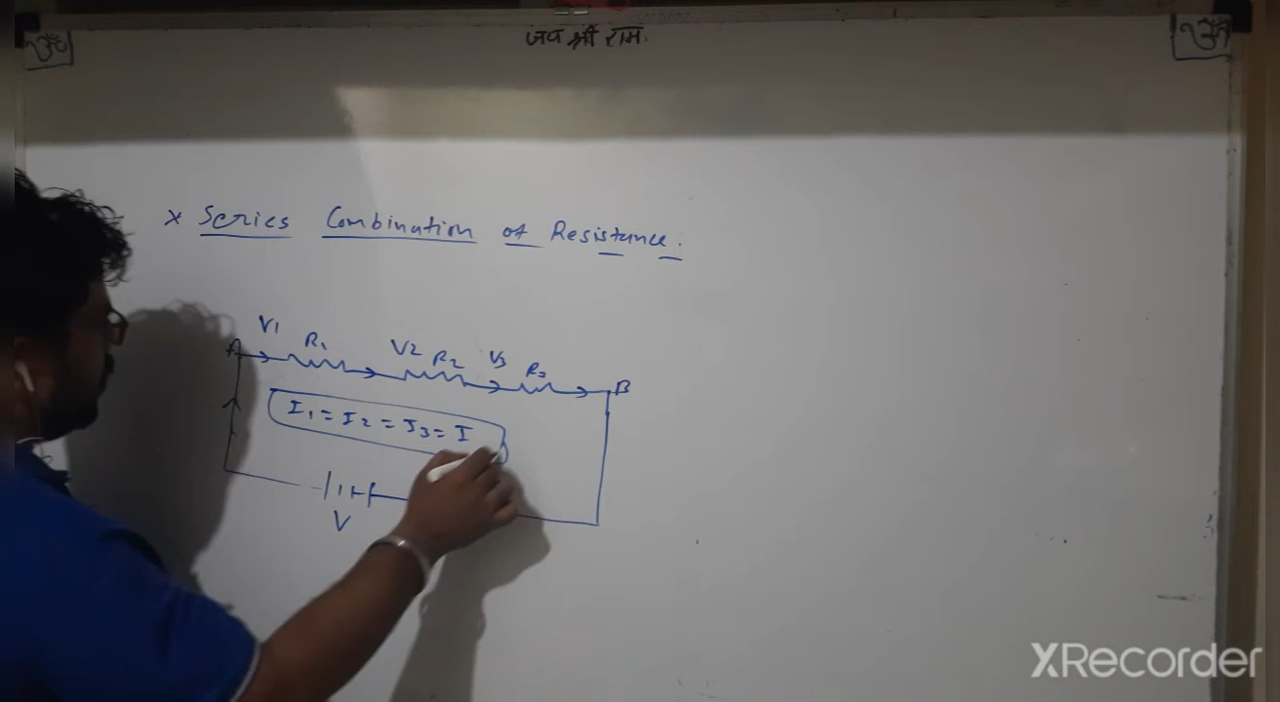 जय श्री राम
ॐ
ॐ
× Series Combination of Resistance:
V1 R1 V2 R2 V3 R3
A B
I1 = I2 = I3 = I
V
XRecorder